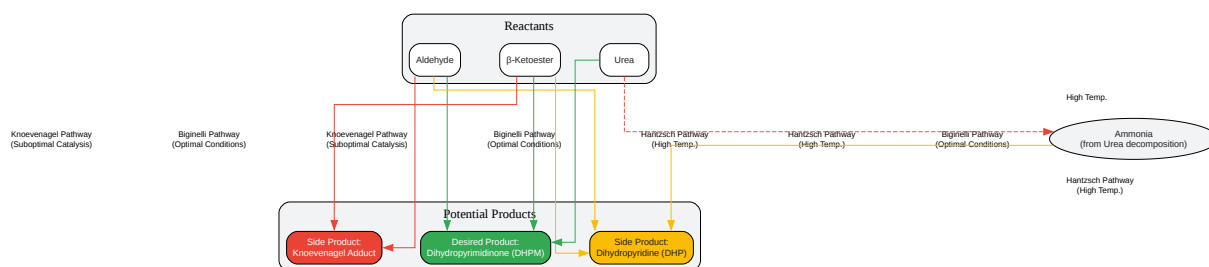 Reactants
Aldehyde
β-Ketoester
Urea
High Temp.
Knoevenagel Pathway
(Suboptimal Catalysis)
Biginelli Pathway
(Optimal Conditions)
Knoevenagel Pathway
(Suboptimal Catalysis)
Biginelli Pathway
(Optimal Conditions)
Hantzsch Pathway
(High Temp.)
Hantzsch Pathway
(High Temp.)
Biginelli Pathway
(Optimal Conditions)
Ammonia
(from Urea decomposition)
Hantzsch Pathway
(High Temp.)
Potential Products
Side Product:
Knoevenagel Adduct
Desired Product:
Dihydropyrimidinone (DHPM)
Side Product:
Dihydropyridine (DHP)